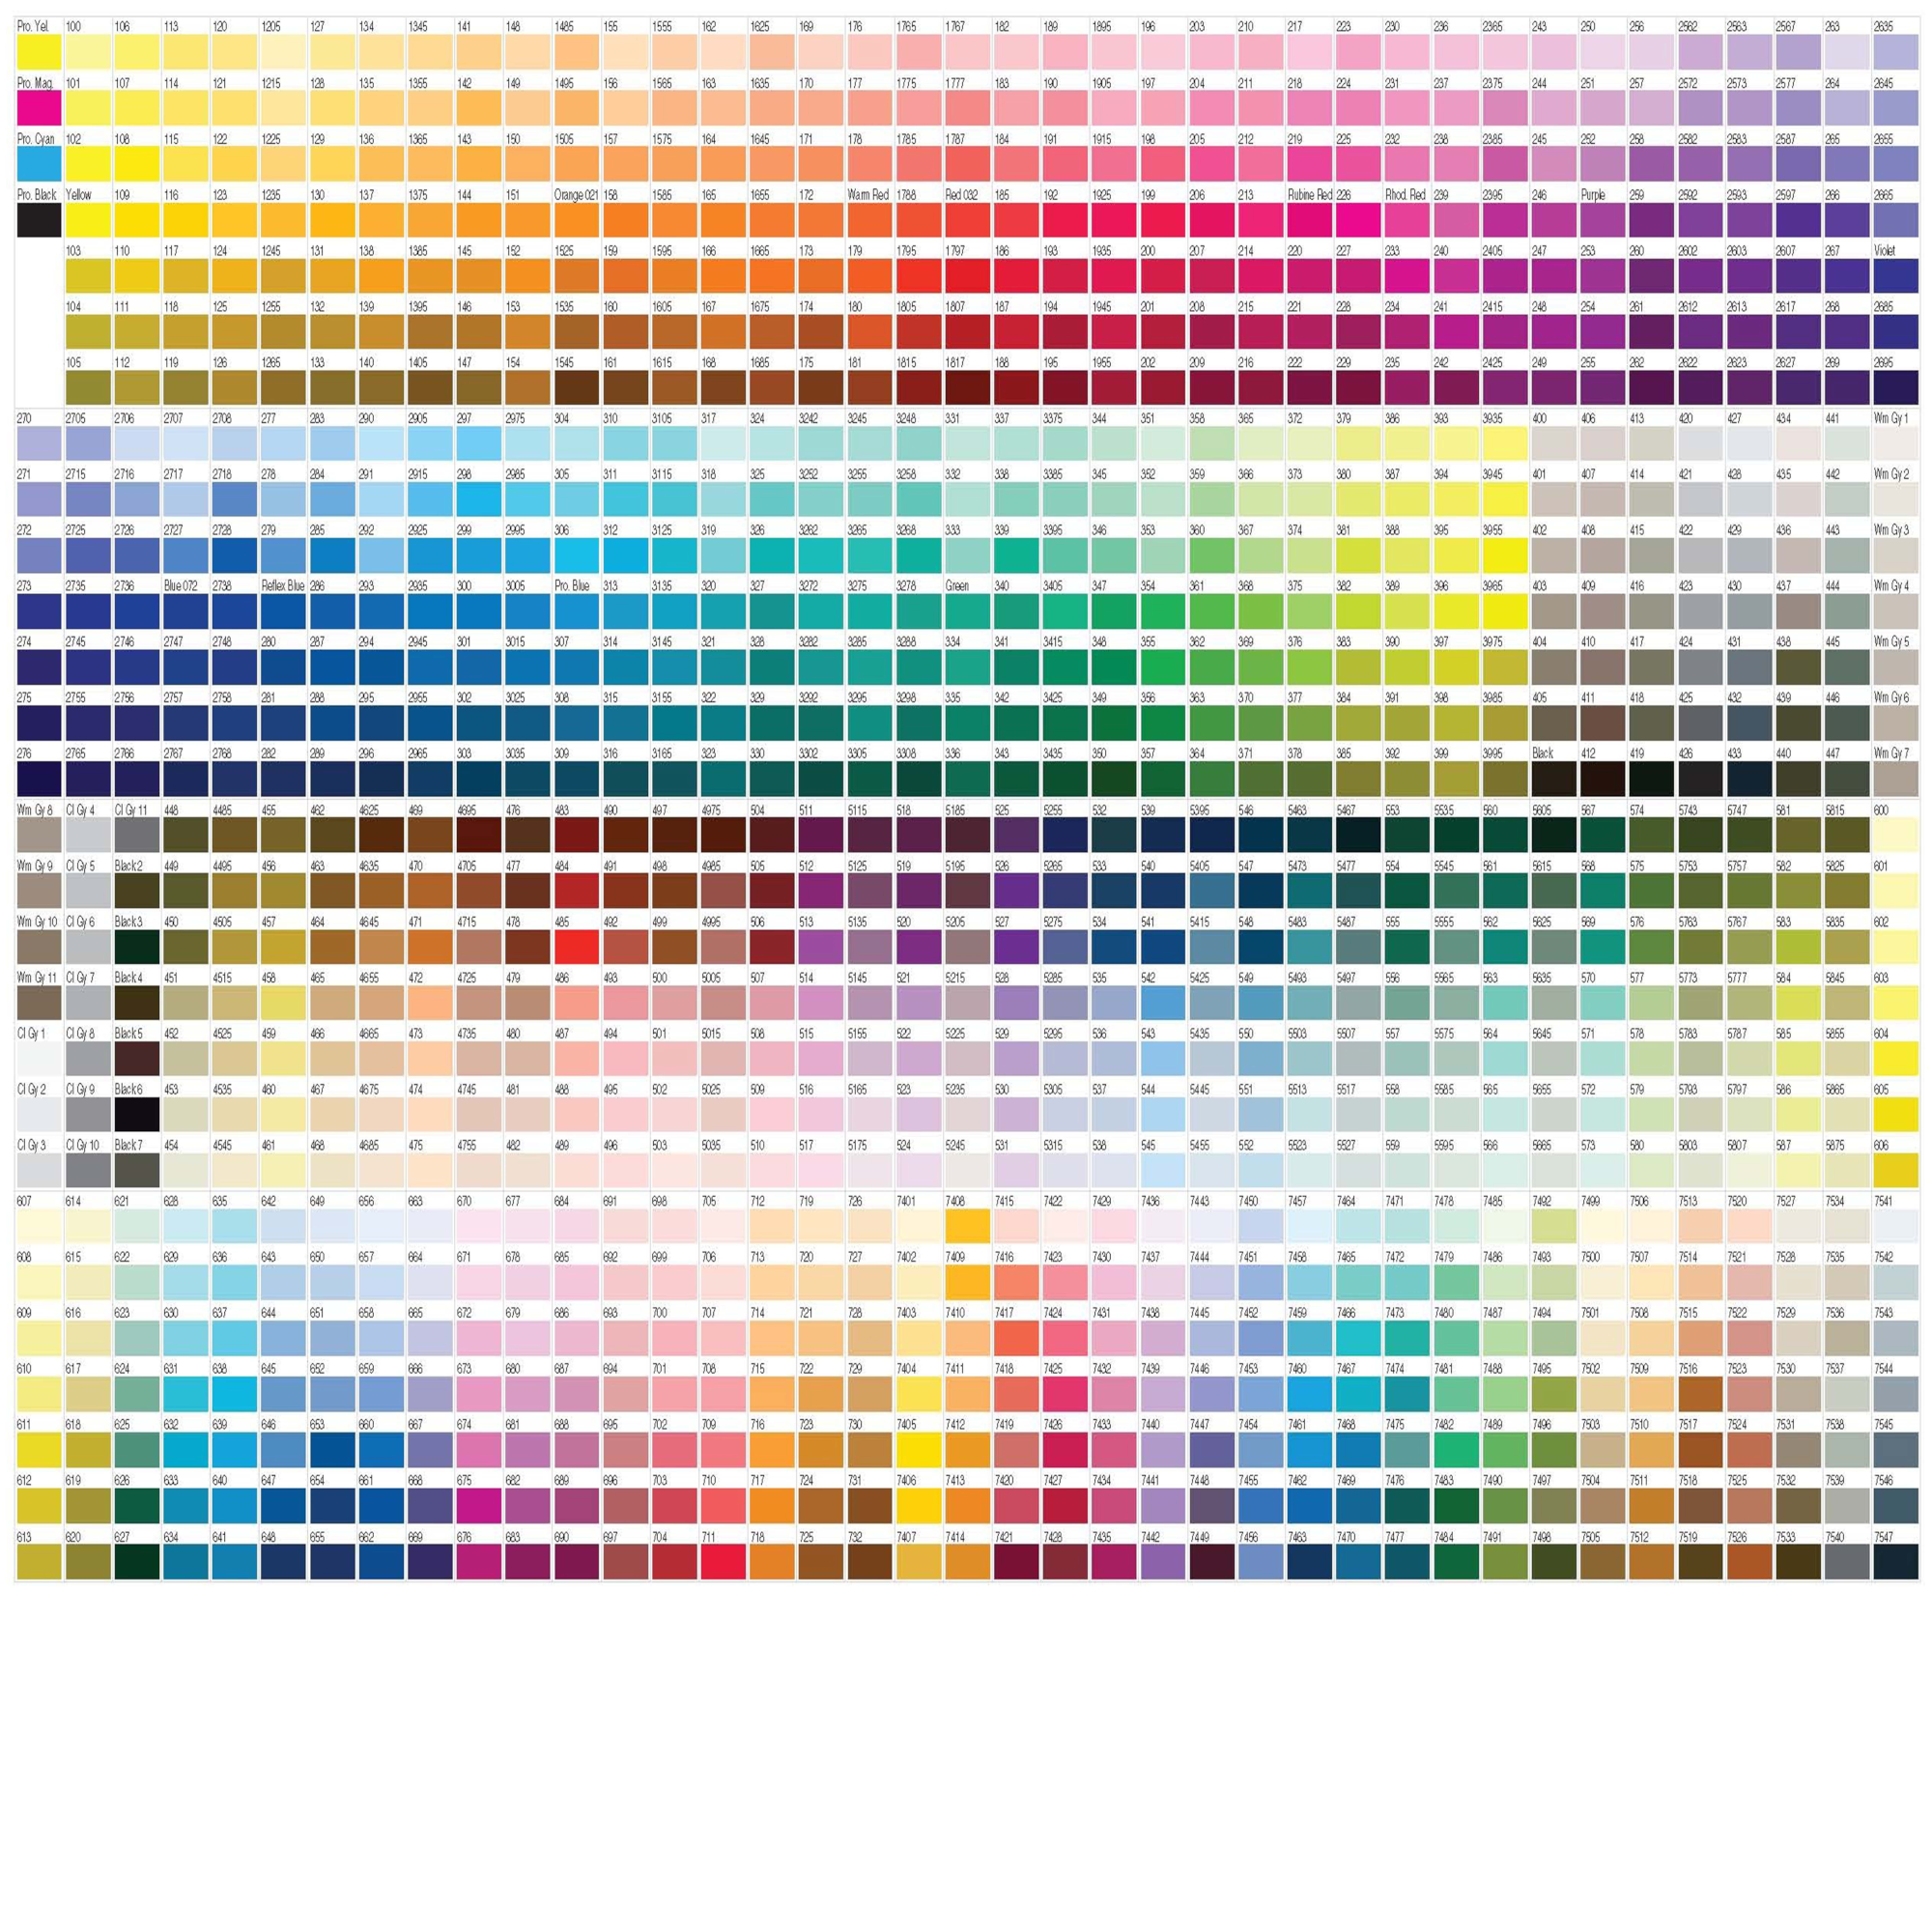 Pro. Yel. 100 106 113 120 1205 127 134 1345 141 148 1485 155 1555 162 1625 169 176 1765 1767 182 189 1895 196 203 210 217 223 230 236 2365 243 250 256 2562 2563 2567 263 2635
Pro. Mag. 101 107 114 121 1215 128 135 1355 142 149 1495 156 1565 163 1635 170 177 1775 1777 183 190 1905 197 204 211 218 224 231 237 2375 244 251 257 2572 2573 2577 264 2645
Pro. Cyan 102 108 115 122 1225 129 136 1365 143 150 1505 157 1575 164 1645 171 178 1785 1787 184 191 1915 198 205 212 219 225 232 238 2385 245 252 258 2582 2583 2587 265 2655
Pro. Black Yellow 109 116 123 1235 130 137 1375 144 151 Orange 021 158 1585 165 1655 172 Warm Red 1788 Red 032 185 192 1925 199 206 213 Rubine Red 226 Rhod. Red 239 2395 246 Purple 259 2592 2593 2597 266 2665
103 110 117 124 1245 131 138 1385 145 152 1525 159 1595 166 1665 173 179 1795 1797 186 193 1935 200 207 214 220 227 233 240 2405 247 253 260 2602 2603 2607 267 Violet
104 111 118 125 1255 132 139 1395 146 153 1535 160 1605 167 1675 174 180 1805 1807 187 194 1945 201 208 215 221 228 234 241 2415 248 254 261 2612 2613 2617 268 2685
105 112 119 126 1265 133 140 1405 147 154 1545 161 1615 168 1685 175 181 1815 1817 188 195 1955 202 209 216 222 229 235 242 2425 249 255 262 2622 2623 2627 269 2695
270 2705 2706 2707 2708 277 283 290 2905 297 2975 304 310 3105 317 324 3242 3245 3248 331 337 3375 344 351 358 365 372 379 386 393 3935 400 406 413 420 427 434 441 Wm Gy 1
271 2715 2716 2717 2718 278 284 291 2915 298 2985 305 311 3115 318 325 3252 3255 3258 332 338 3385 345 352 359 366 373 380 387 394 3945 401 407 414 421 428 435 442 Wm Gy 2
272 2725 2726 2727 2728 279 285 292 2925 299 2995 306 312 3125 319 326 3262 3265 3268 333 339 3395 346 353 360 367 374 381 388 395 3955 402 408 415 422 429 436 443 Wm Gy 3
273 2735 2736 Blue 072 2738 Reflex Blue 286 293 2935 300 3005 Pro. Blue 313 3135 320 327 3272 3275 3278 Green 340 3405 347 354 361 368 375 382 389 396 3965 403 409 416 423 430 437 444 Wm Gy 4
274 2745 2746 2747 2748 280 287 294 2945 301 3015 307 314 3145 321 328 3282 3285 3288 334 341 3415 348 355 362 369 376 383 390 397 3975 404 410 417 424 431 438 445 Wm Gy 5
275 2755 2756 2757 2758 281 288 295 2955 302 3025 308 315 3155 322 329 3292 3295 3298 335 342 3425 349 356 363 370 377 384 391 398 3985 405 411 418 425 432 439 446 Wm Gy 6
276 2765 2766 2767 2768 282 289 296 2965 303 3035 309 316 3165 323 330 3302 3305 3308 336 343 3435 350 357 364 371 378 385 392 399 3995 Black 412 419 426 433 440 447 Wm Gy 7
Wm Gy 8 Cl Gy 4 Cl Gy 11 448 4485 455 462 4625 469 4695 476 483 490 497 4975 504 511 5115 518 5185 525 5255 532 539 5395 546 5463 5467 553 5535 560 5605 567 574 5743 5747 581 5815 600
Wm Gy 9 Cl Gy 5 Black 2 449 4495 456 463 4635 470 4705 477 484 491 498 4985 505 512 5125 519 5195 526 5265 533 540 5405 547 5473 5477 554 5545 561 5615 568 575 5753 5757 582 5825 601
Wm Gy 10 Cl Gy 6 Black 3 450 4505 457 464 4645 471 4715 478 485 492 499 4995 506 513 5135 520 5205 527 5275 534 541 5415 548 5483 5487 555 5555 562 5625 569 576 5763 5767 583 5835 602
Wm Gy 11 Cl Gy 7 Black 4 451 4515 458 465 4655 472 4725 479 486 493 500 5005 507 514 5145 521 5215 528 5285 535 542 5425 549 5493 5497 556 5565 563 5635 570 577 5773 5777 584 5845 603
Cl Gy 1 Cl Gy 8 Black 5 452 4525 459 466 4665 473 4735 480 487 494 501 5015 508 515 5155 522 5225 529 5295 536 543 5435 550 5503 5507 557 5575 564 5645 571 578 5783 5787 585 5855 604
Cl Gy 2 Cl Gy 9 Black 6 453 4535 460 467 4675 474 4745 481 488 495 502 5025 509 516 5165 523 5235 530 5305 537 544 5445 551 5513 5517 558 5585 565 5655 572 579 5793 5797 586 5865 605
Cl Gy 3 Cl Gy 10 Black 7 454 4545 461 468 4685 475 4755 482 489 496 503 5035 510 517 5175 524 5245 531 5315 538 545 5455 552 5523 5527 559 5595 566 5665 573 580 5803 5807 587 5875 606
607 614 621 628 635 642 649 656 663 670 677 684 691 698 705 712 719 726 7401 7408 7415 7422 7429 7436 7443 7450 7457 7464 7471 7478 7485 7492 7499 7506 7513 7520 7527 7534 7541
608 615 622 629 636 643 650 657 664 671 678 685 692 699 706 713 720 727 7402 7409 7416 7423 7430 7437 7444 7451 7458 7465 7472 7479 7486 7493 7500 7507 7514 7521 7528 7535 7542
609 616 623 630 637 644 651 658 665 672 679 686 693 700 707 714 721 728 7403 7410 7417 7424 7431 7438 7445 7452 7459 7466 7473 7480 7487 7494 7501 7508 7515 7522 7529 7536 7543
610 617 624 631 638 645 652 659 666 673 680 687 694 701 708 715 722 729 7404 7411 7418 7425 7432 7439 7446 7453 7460 7467 7474 7481 7488 7495 7502 7509 7516 7523 7530 7537 7544
611 618 625 632 639 646 653 660 667 674 681 688 695 702 709 716 723 730 7405 7412 7419 7426 7433 7440 7447 7454 7461 7468 7475 7482 7489 7496 7503 7510 7517 7524 7531 7538 7545
612 619 626 633 640 647 654 661 668 675 682 689 696 703 710 717 724 731 7406 7413 7420 7427 7434 7441 7448 7455 7462 7469 7476 7483 7490 7497 7504 7511 7518 7525 7532 7539 7546
613 620 627 634 641 648 655 662 669 676 683 690 697 704 711 718 725 732 7407 7414 7421 7428 7435 7442 7449 7456 7463 7470 7477 7484 7491 7498 7505 7512 7519 7526 7533 7540 7547